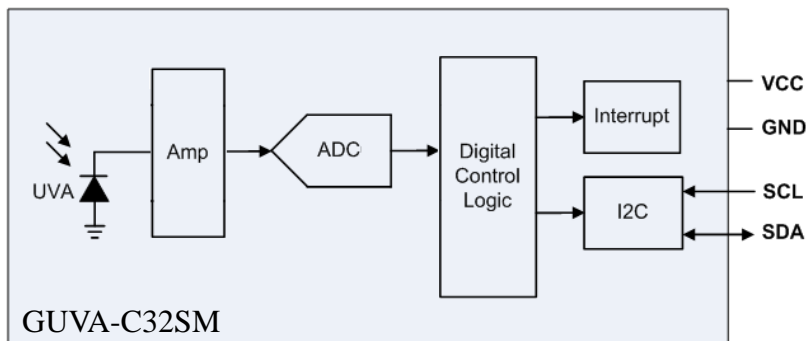 VCC
Interrupt
GND
Amp
ADC
Digital
Control
Logic
UVA
I2C
SCL
SDA
GUVA-C32SM